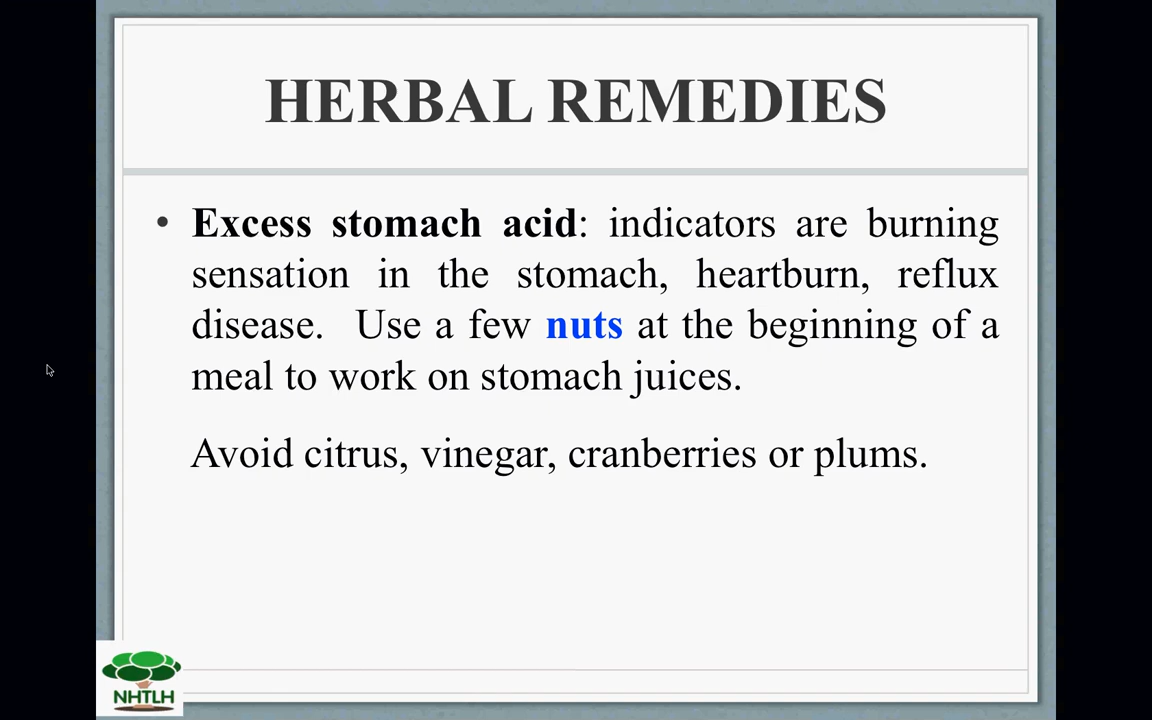 HERBAL REMEDIES
• Excess stomach acid: indicators are burning
sensation in the stomach, heartburn, reflux
disease.  Use a few nuts at the beginning of a
meal to work on stomach juices.
Avoid citrus, vinegar, cranberries or plums.
NHTLH